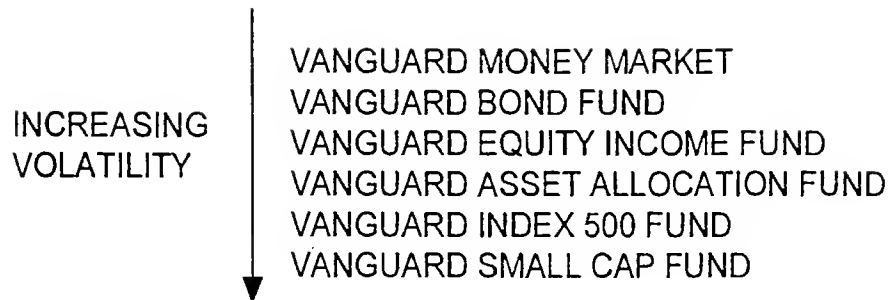 INCREASING
VOLATILITY
VANGUARD MONEY MARKET
VANGUARD BOND FUND
VANGUARD EQUITY INCOME FUND
VANGUARD ASSET ALLOCATION FUND
VANGUARD INDEX 500 FUND
VANGUARD SMALL CAP FUND